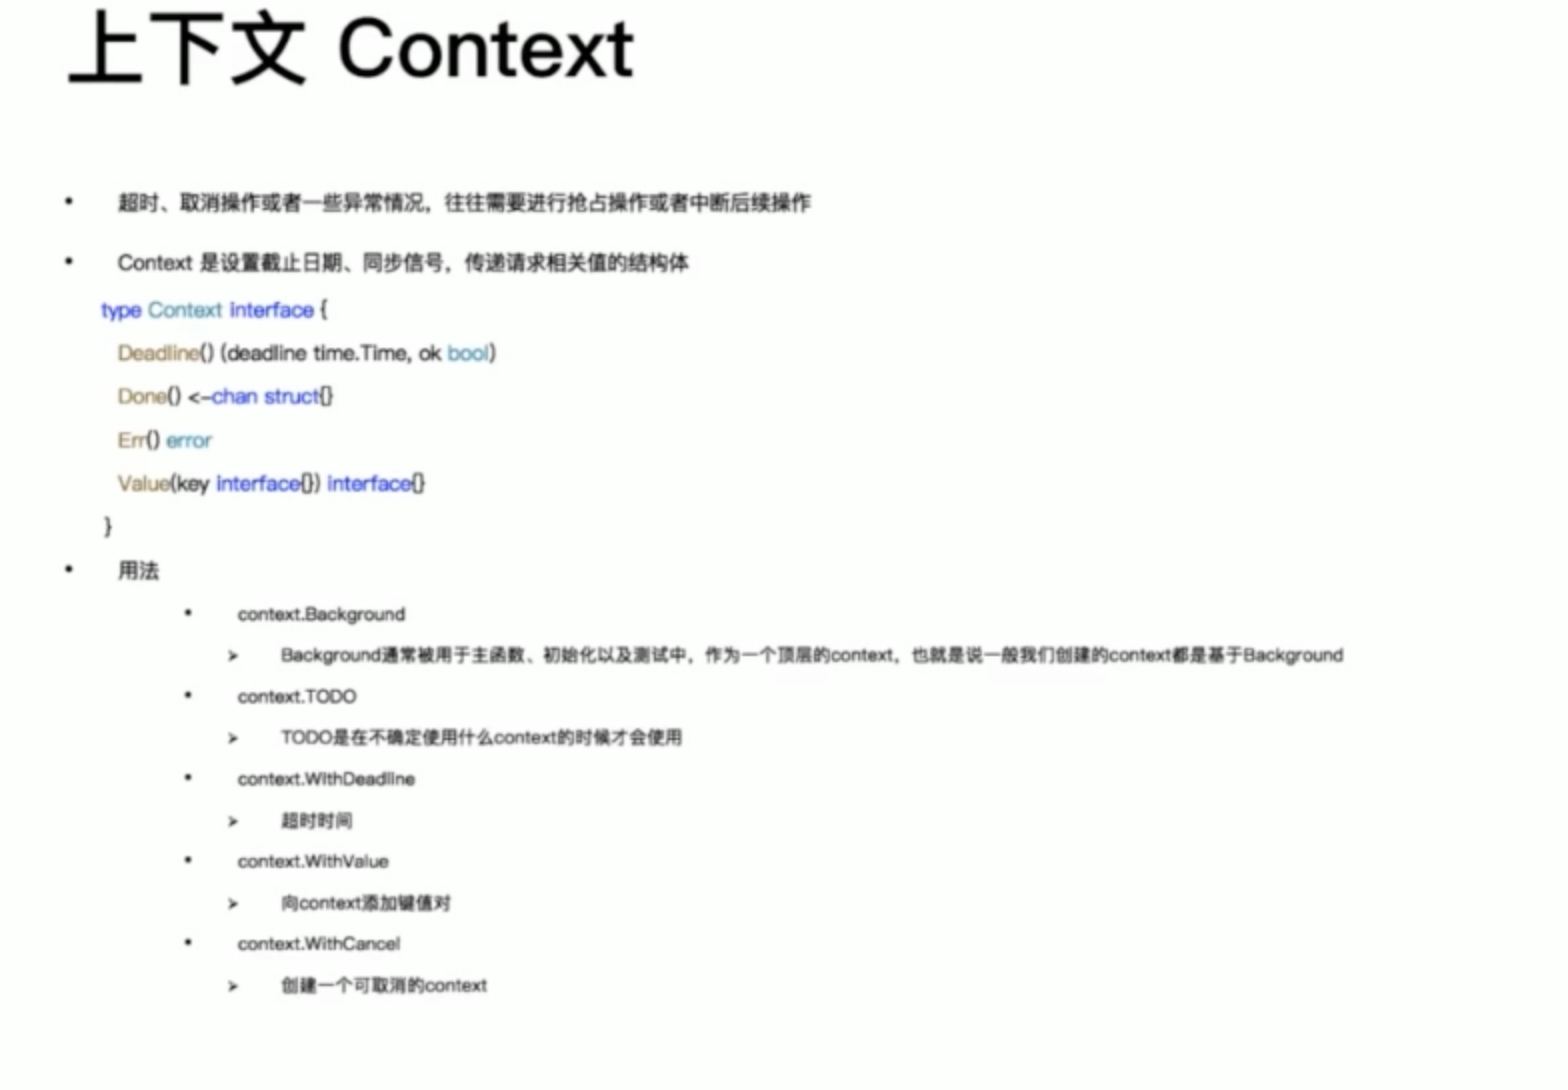 上下文 Context
• 超时、取消操作或者一些异常情况，往往需要进行抢占操作或者中断后续操作
• Context 是设置截止日期、同步信号，传递请求相关值的结构体
type Context interface {
Deadline() (deadline time.Time, ok bool)
Done() <-chan struct{}
Err() error
Value(key interface{}) interface{}
}
• 用法
• context.Background
➢ Background通常被用于主函数、初始化以及测试中，作为一个顶层的context，也就是说一般我们创建的context都是基于Background
• context.TODO
➢ TODO是在不确定使用什么context的时候才会使用
• context.WithDeadline
➢ 超时时间
• context.WithValue
➢ 向context添加键值对
• context.WithCancel
➢ 创建一个可取消的context